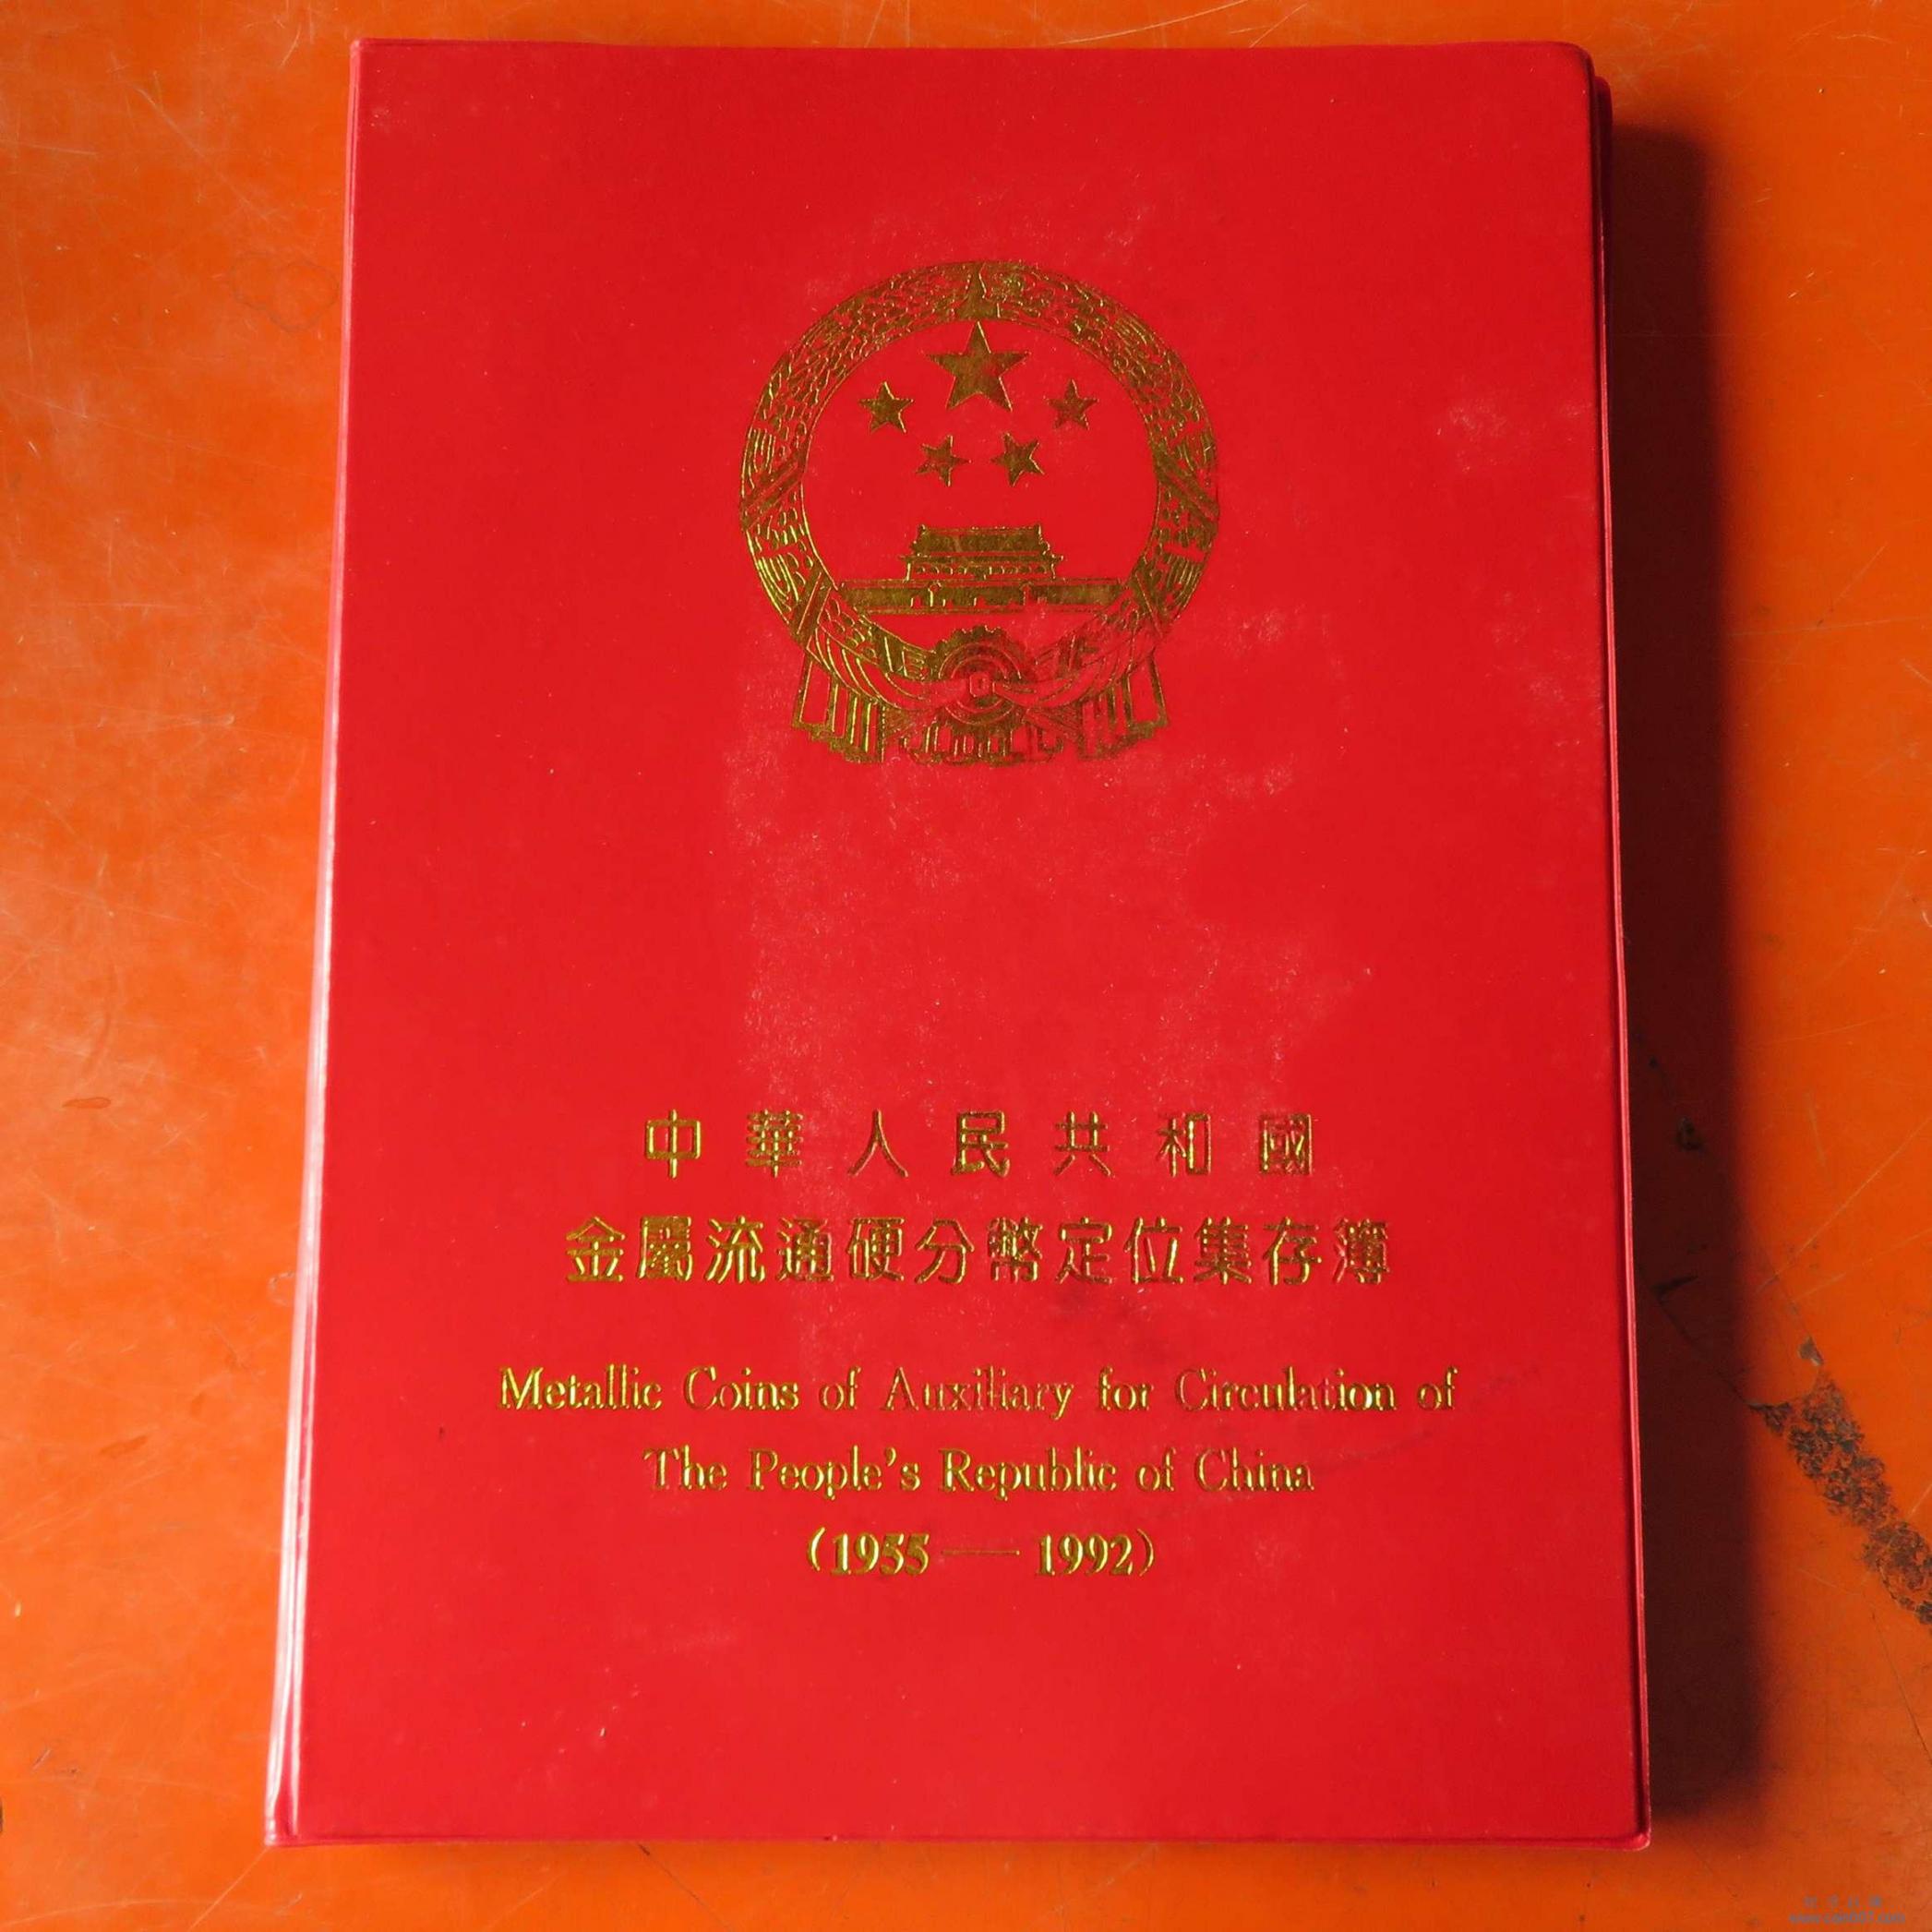 中華人民共和國
金屬流通硬分幣定位集存簿
Metallic Coins of Auxiliary for Circulation of
The People's Republic of China
(1955—1992)